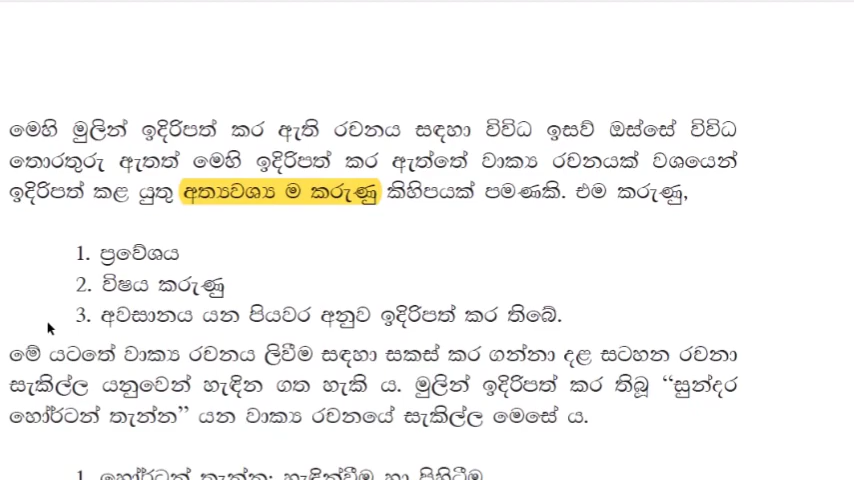 මෙහි මුලින් ඉදිරිපත් කර ඇති රචනය සඳහා විවිධ ඉසව් ඔස්සේ විවිධ
තොරතුරු ඇතත් මෙහි ඉදිරිපත් කර ඇත්තේ වාක්‍ය රචනයක් වශයෙන්
ඉදිරිපත් කළ යුතු අත්‍යවශ්‍ය ම කරුණු කිහිපයක් පමණකි. එම කරුණු,
1. ප්‍රවේශය
2. විෂය කරුණු
3. අවසානය යන පියවර අනුව ඉදිරිපත් කර තිබේ.
මේ යටතේ වාක්‍ය රචනය ලිවීම සඳහා සකස් කර ගන්නා දළ සටහන රචනා
සැකිල්ල යනුවෙන් හැඳින ගත හැකි ය. මුලින් ඉදිරිපත් කර තිබූ “සුන්දර
හෝර්ටන් තැන්න” යන වාක්‍ය රචනයේ සැකිල්ල මෙසේ ය.
1. හෝර්ටන් තැන්න: හැඳින්වීම හා පිහිටීම